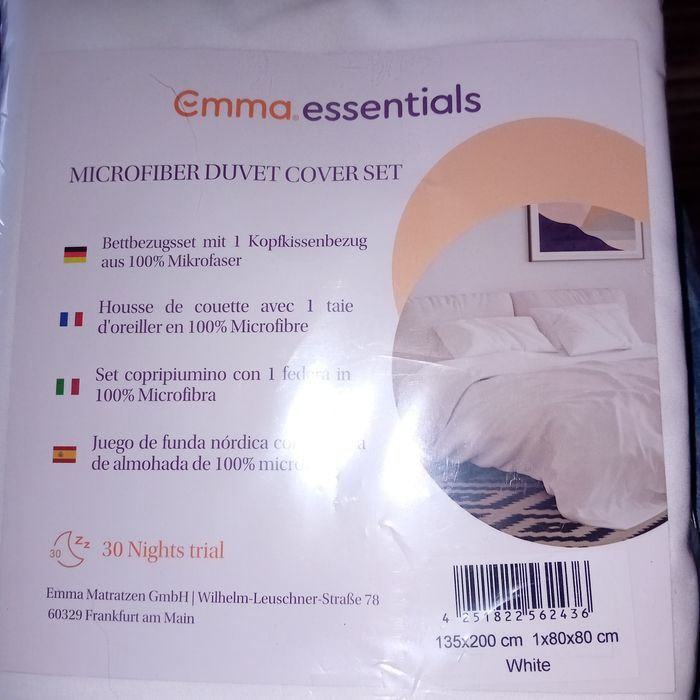 emma essentials
MICROFIBER DUVET COVER SET
Bettbezugsset mit 1 Kopfkissenbezug
aus 100% Mikrofaser
Housse de couette avec 1 taie
d'oreiller en 100% Microfibre
Set copripiumino con 1 federa in
100% Microfibra
Juego de funda nórdica
de almohada de 100%
30 zz
30 Nights trial
Emma Matratzen GmbH | Wilhelm-Leuschner-Straße 78
60329 Frankfurt am Main
4 251822 562436
135x200 cm 1x80x80 cm
White